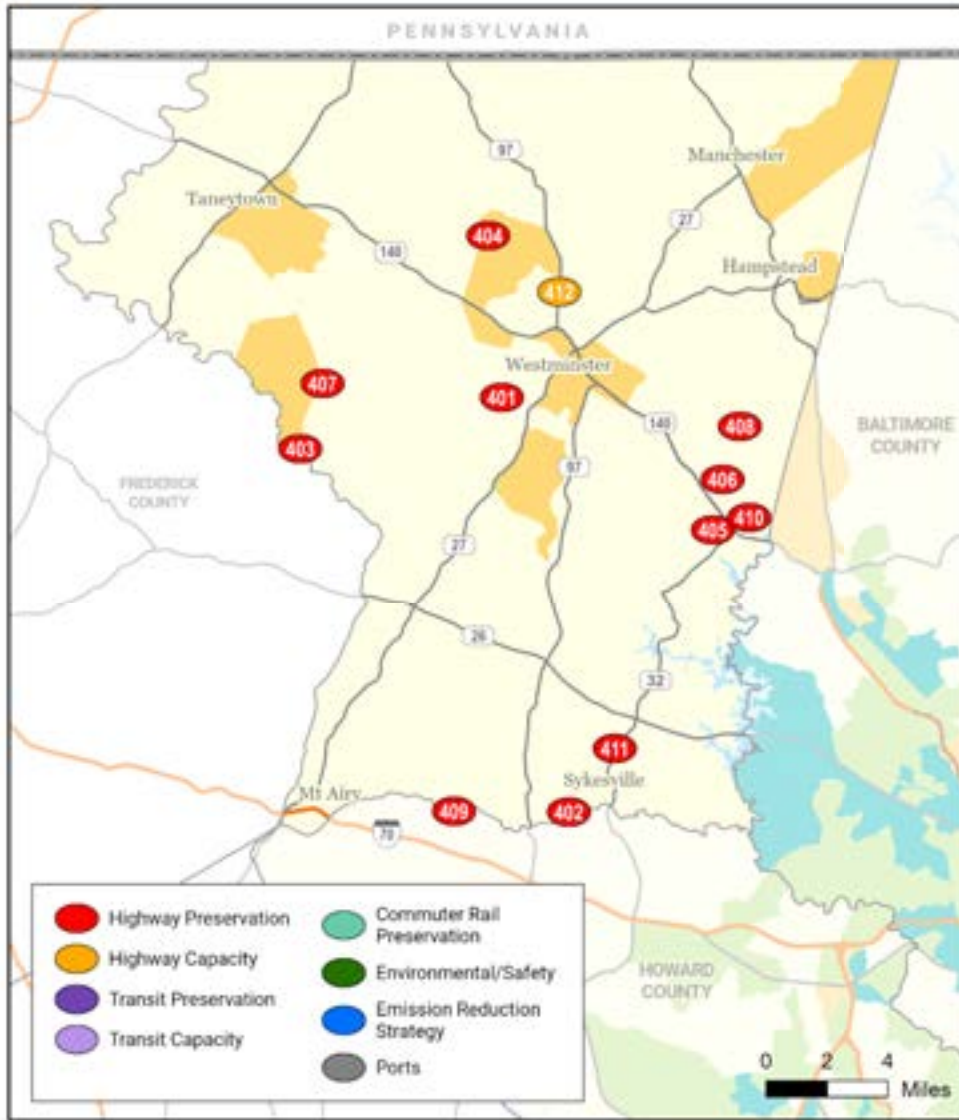 PENNSYLVANIA
97
Manchester
Taneytown
27
404
140
Hampstead
412
Westminster
407
401
408
140
BALTIMORE
COUNTY
403
97
406
FREDERICK
COUNTY
410
405
27
26
32
411
Sykesville
Mt Airy
409
402
70
Highway Preservation
Highway Capacity
Transit Preservation
Transit Capacity
Commuter Rail
Preservation
Environmental/Safety
Emission Reduction
Strategy
Ports
HOWARD
COUNTY
0 2 4
Miles